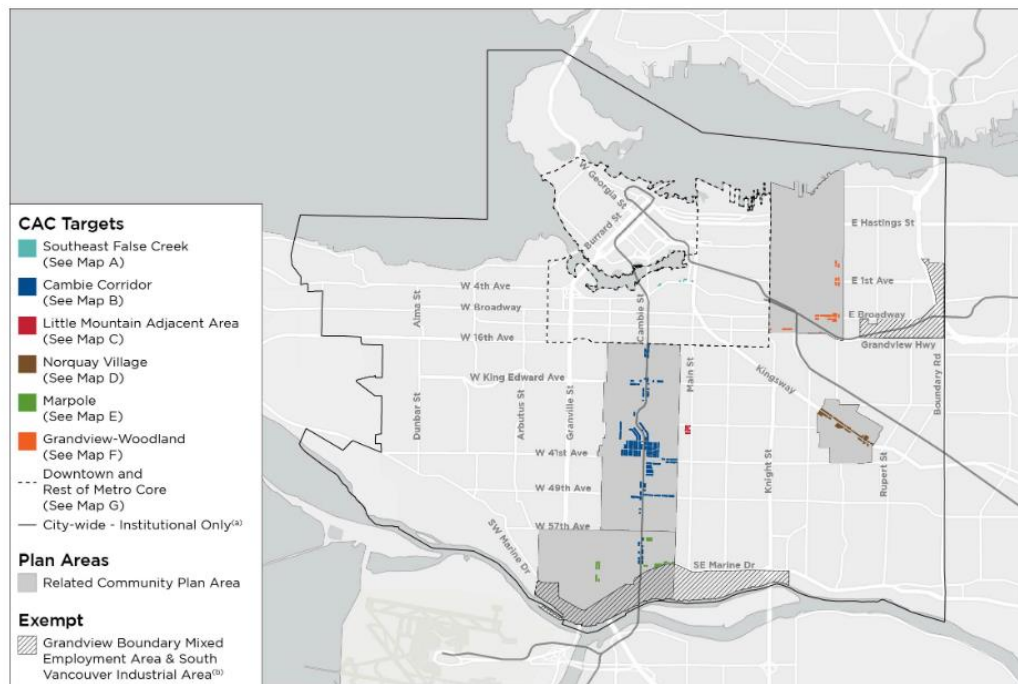 CAC Targets
Southeast False Creek
(See Map A)
Cambie Corridor
(See Map B)
Little Mountain Adjacent Area
(See Map C)
Norquay Village
(See Map D)
Marpole
(See Map E)
Grandview-Woodland
(See Map F)
Downtown and
Rest of Metro Core
(See Map G)
City-wide - Institutional Only(a)
Plan Areas
Related Community Plan Area
Exempt
Grandview Boundary Mixed
Employment Area & South
Vancouver Industrial Area(b)
W Georgia St
Burrard St
E Hastings St
W 4th Ave
E 1st Ave
W Broadway
E Broadway
Alma St
Cambie St
W 16th Ave
Grandview Hwy
W King Edward Ave
Main St
Kingsway
Boundary Rd
Dunbar St
Arbutus St
Granville St
W 41st Ave
Knight St
Rupert St
W 49th Ave
W 57th Ave
SW Marine Dr
SE Marine Dr